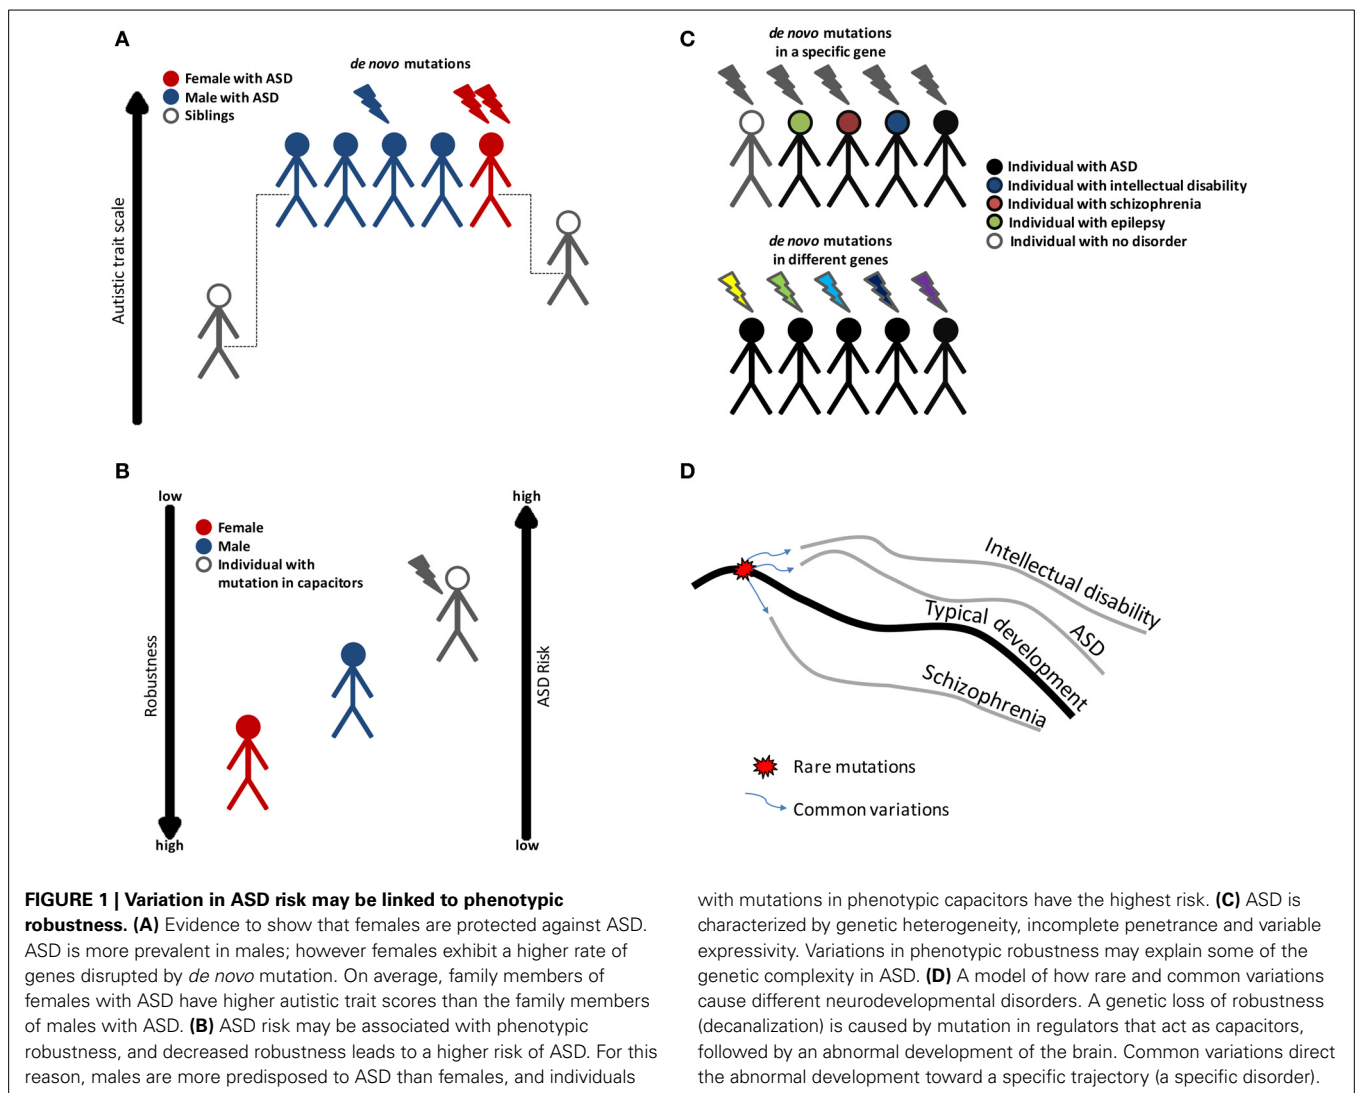 A
Female with ASD
Male with ASD
Siblings
de novo mutations
Autistic trait scale
C
de novo mutations
in a specific gene
Individual with ASD
Individual with intellectual disability
Individual with schizophrenia
Individual with epilepsy
Individual with no disorder
de novo mutations
in different genes
B
low
high
Robustness
Female
Male
Individual with
mutation in capacitors
high
low
ASD Risk
D
Intellectual disability
ASD
Typical development
Schizophrenia
Rare mutations
Common variations
FIGURE 1 | Variation in ASD risk may be linked to phenotypic
robustness. (A) Evidence to show that females are protected against ASD.
ASD is more prevalent in males; however females exhibit a higher rate of
genes disrupted by de novo mutation. On average, family members of
females with ASD have higher autistic trait scores than the family members
of males with ASD. (B) ASD risk may be associated with phenotypic
robustness, and decreased robustness leads to a higher risk of ASD. For this
reason, males are more predisposed to ASD than females, and individuals
with mutations in phenotypic capacitors have the highest risk. (C) ASD is
characterized by genetic heterogeneity, incomplete penetrance and variable
expressivity. Variations in phenotypic robustness may explain some of the
genetic complexity in ASD. (D) A model of how rare and common variations
cause different neurodevelopmental disorders. A genetic loss of robustness
(decanalization) is caused by mutation in regulators that act as capacitors,
followed by an abnormal development of the brain. Common variations direct
the abnormal development toward a specific trajectory (a specific disorder).